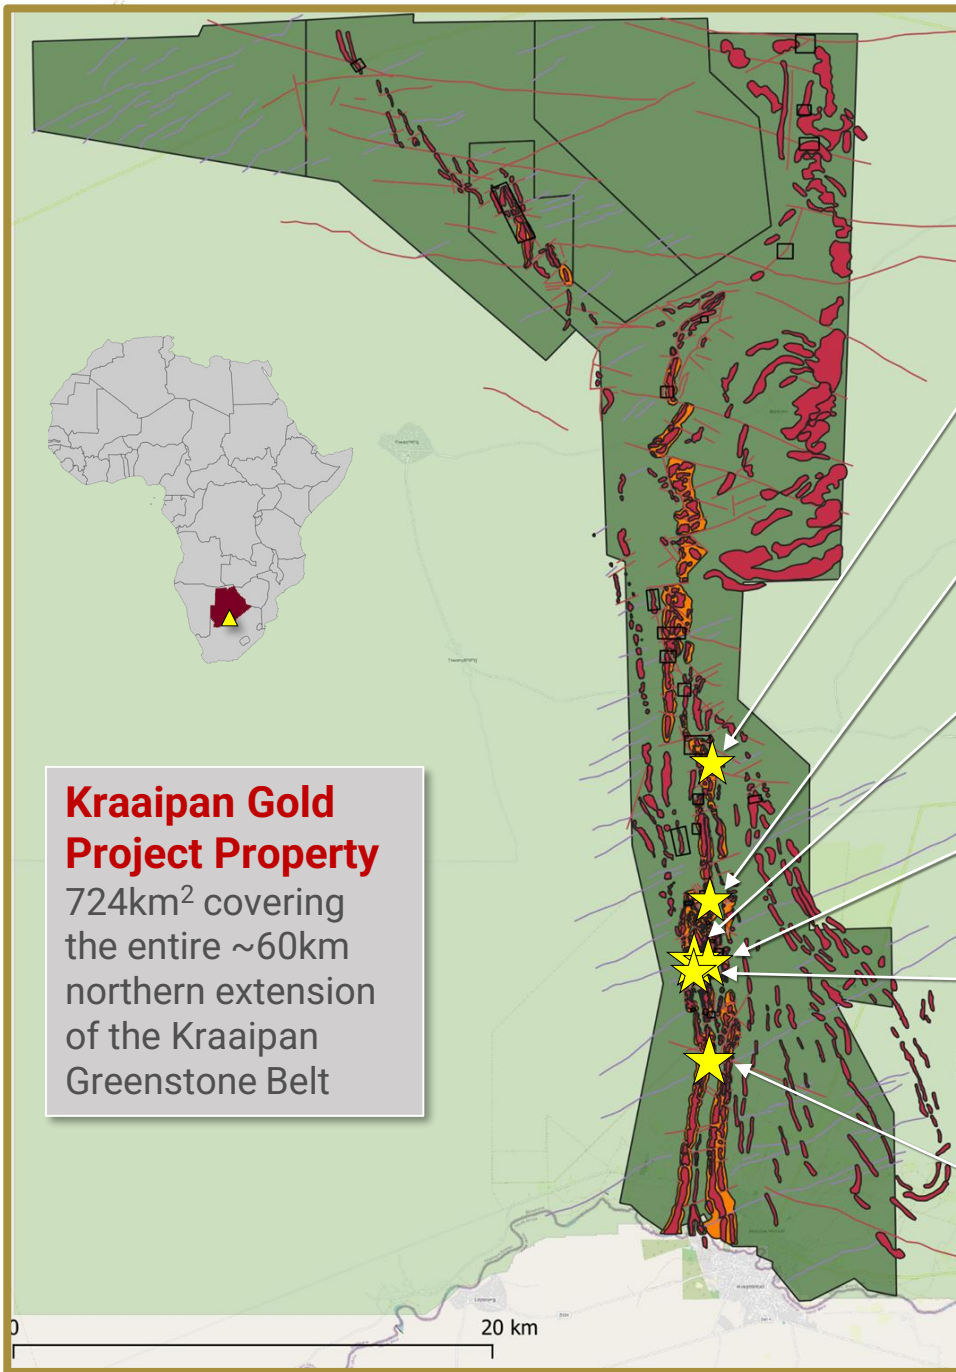 Kraaipan Gold
Project Property
724km² covering
the entire ~60km
northern extension
of the Kraaipan
Greenstone Belt
0
20 km